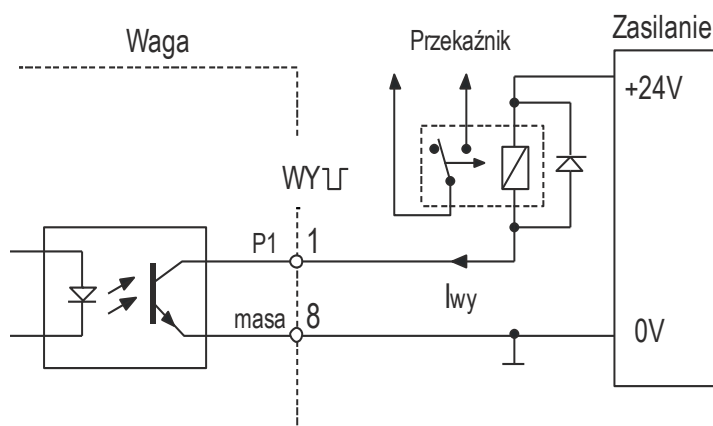 Waga
Przekaźnik
Zasilanie
+24V
WY
P1
1
Iwy
masa
8
0V